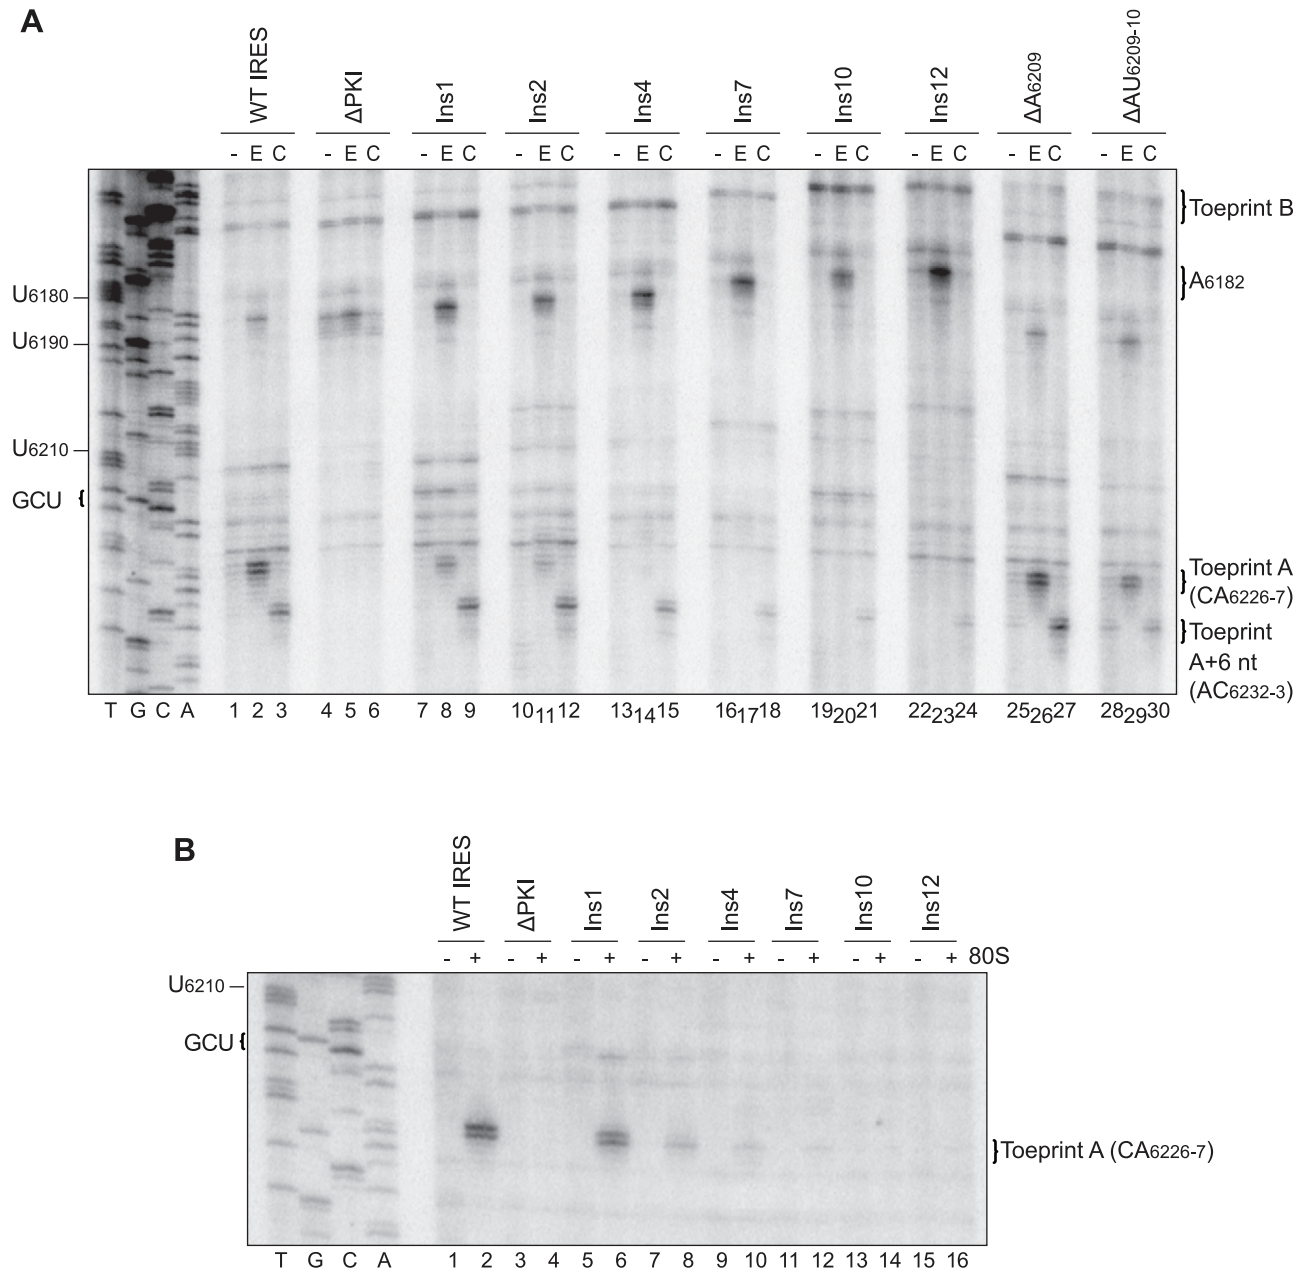 A
WT IRES ΔPKI Ins1 Ins2 Ins4 Ins7 Ins10 Ins12 ΔA6209 ΔAU6209-10
- E C - E C - E C - E C - E C - E C - E C - E C - E C - E C
Toeprint B
A6182
U6180
U6190
U6210
GCU {
Toeprint A
(CA6226-7)
Toeprint
A+6 nt
(AC6232-3)
T G C A 1 2 3 4 5 6 7 8 9 10 11 12 13 14 15 16 17 18 19 20 21 22 23 24 25 26 27 28 29 30
B
WT IRES ΔPKI Ins1 Ins2 Ins4 Ins7 Ins10 Ins12
- + - + - + - + - + - + - + - + 80S
U6210
GCU {
} Toeprint A (CA6226-7)
T G C A 1 2 3 4 5 6 7 8 9 10 11 12 13 14 15 16